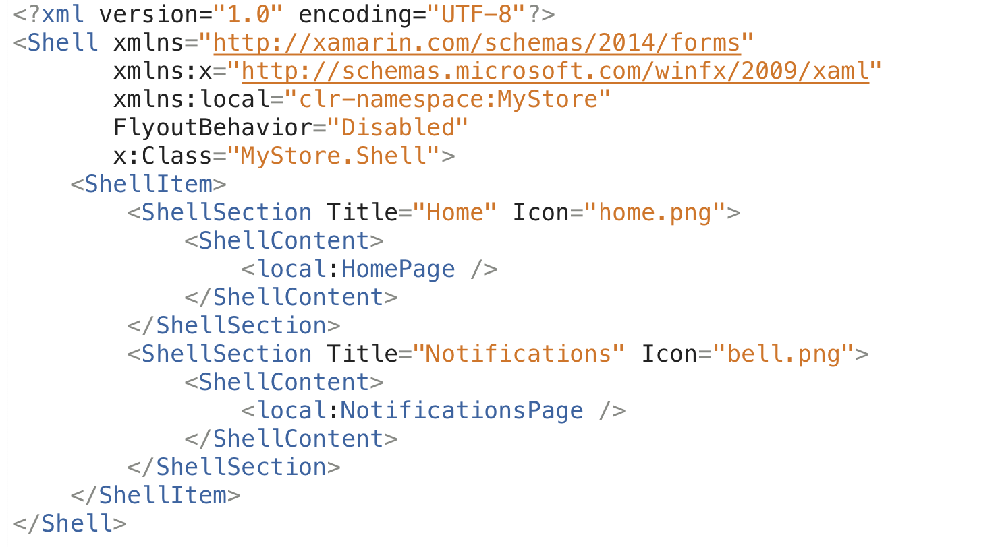 <?xml version="1.0" encoding="UTF-8"?>
<Shell xmlns="http://xamarin.com/schemas/2014/forms"
       xmlns:x="http://schemas.microsoft.com/winfx/2009/xaml"
       xmlns:local="clr-namespace:MyStore"
       FlyoutBehavior="Disabled"
       x:Class="MyStore.Shell">
    <ShellItem>
        <ShellSection Title="Home" Icon="home.png">
            <ShellContent>
                <local:HomePage />
            </ShellContent>
        </ShellSection>
        <ShellSection Title="Notifications" Icon="bell.png">
            <ShellContent>
                <local:NotificationsPage />
            </ShellContent>
        </ShellSection>
    </ShellItem>
</Shell>